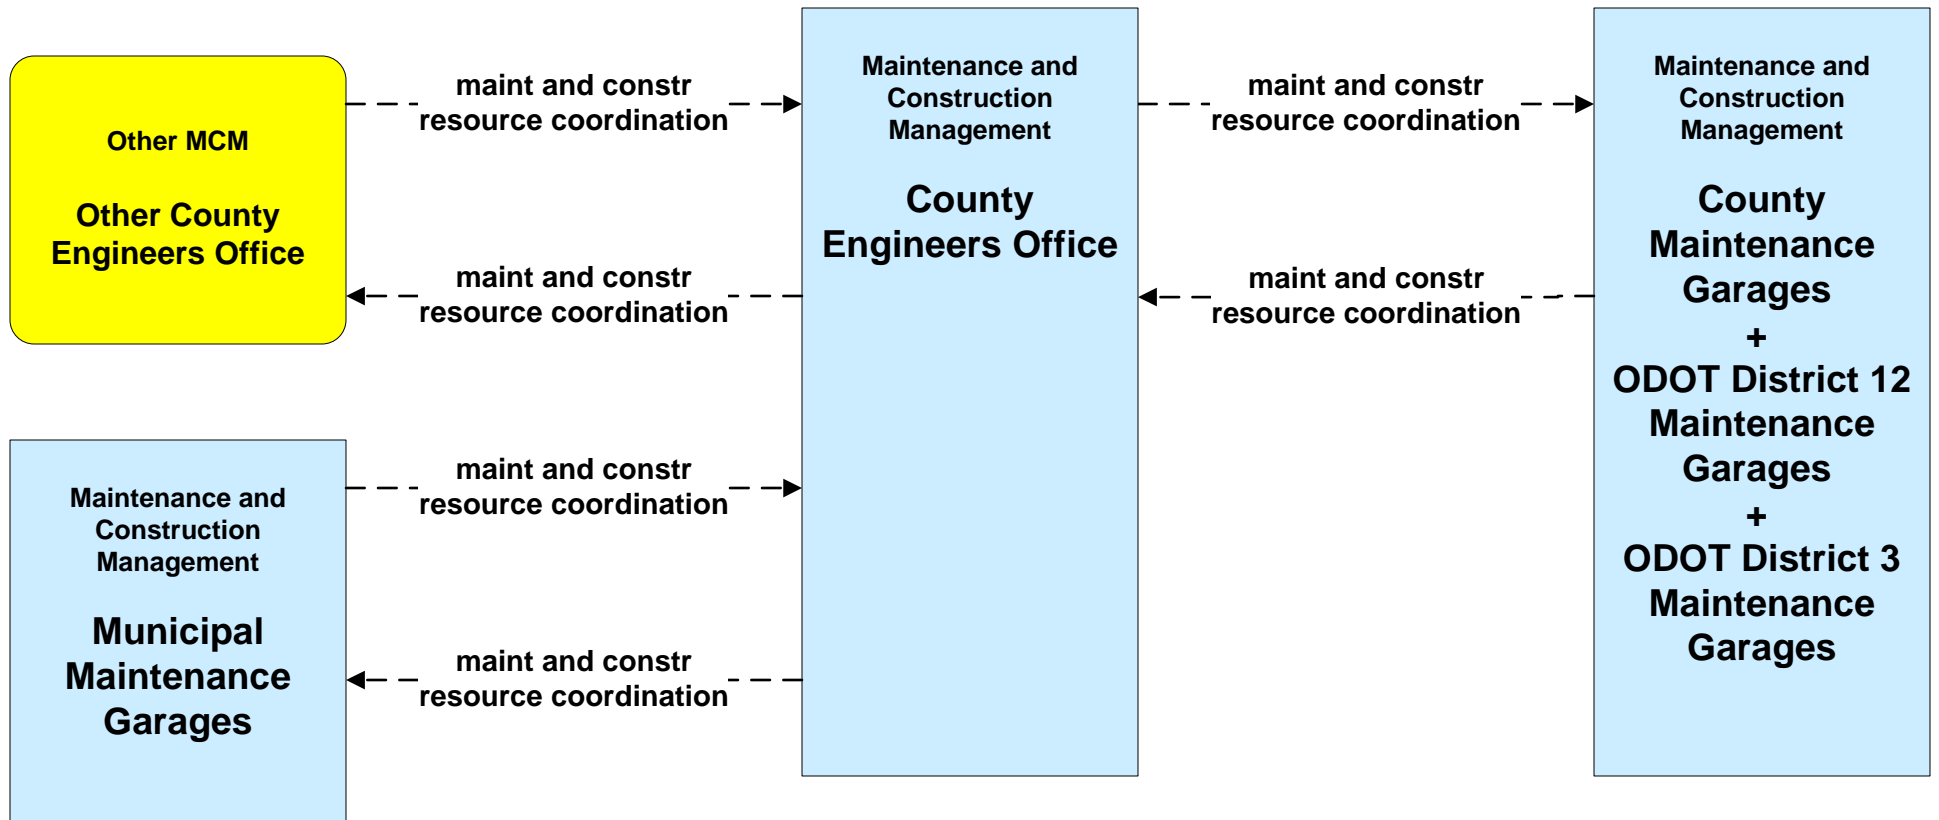 Other MCM
Other County
Engineers Office
maint and constr
resource coordination
maint and constr
resource coordination
Maintenance and
Construction
Management
Municipal
Maintenance
Garages
maint and constr
resource coordination
maint and constr
resource coordination
Maintenance and
Construction
Management
County
Engineers Office
maint and constr
resource coordination
maint and constr
resource coordination
Maintenance and
Construction
Management
County
Maintenance
Garages
+
ODOT District 12
Maintenance
Garages
+
ODOT District 3
Maintenance
Garages